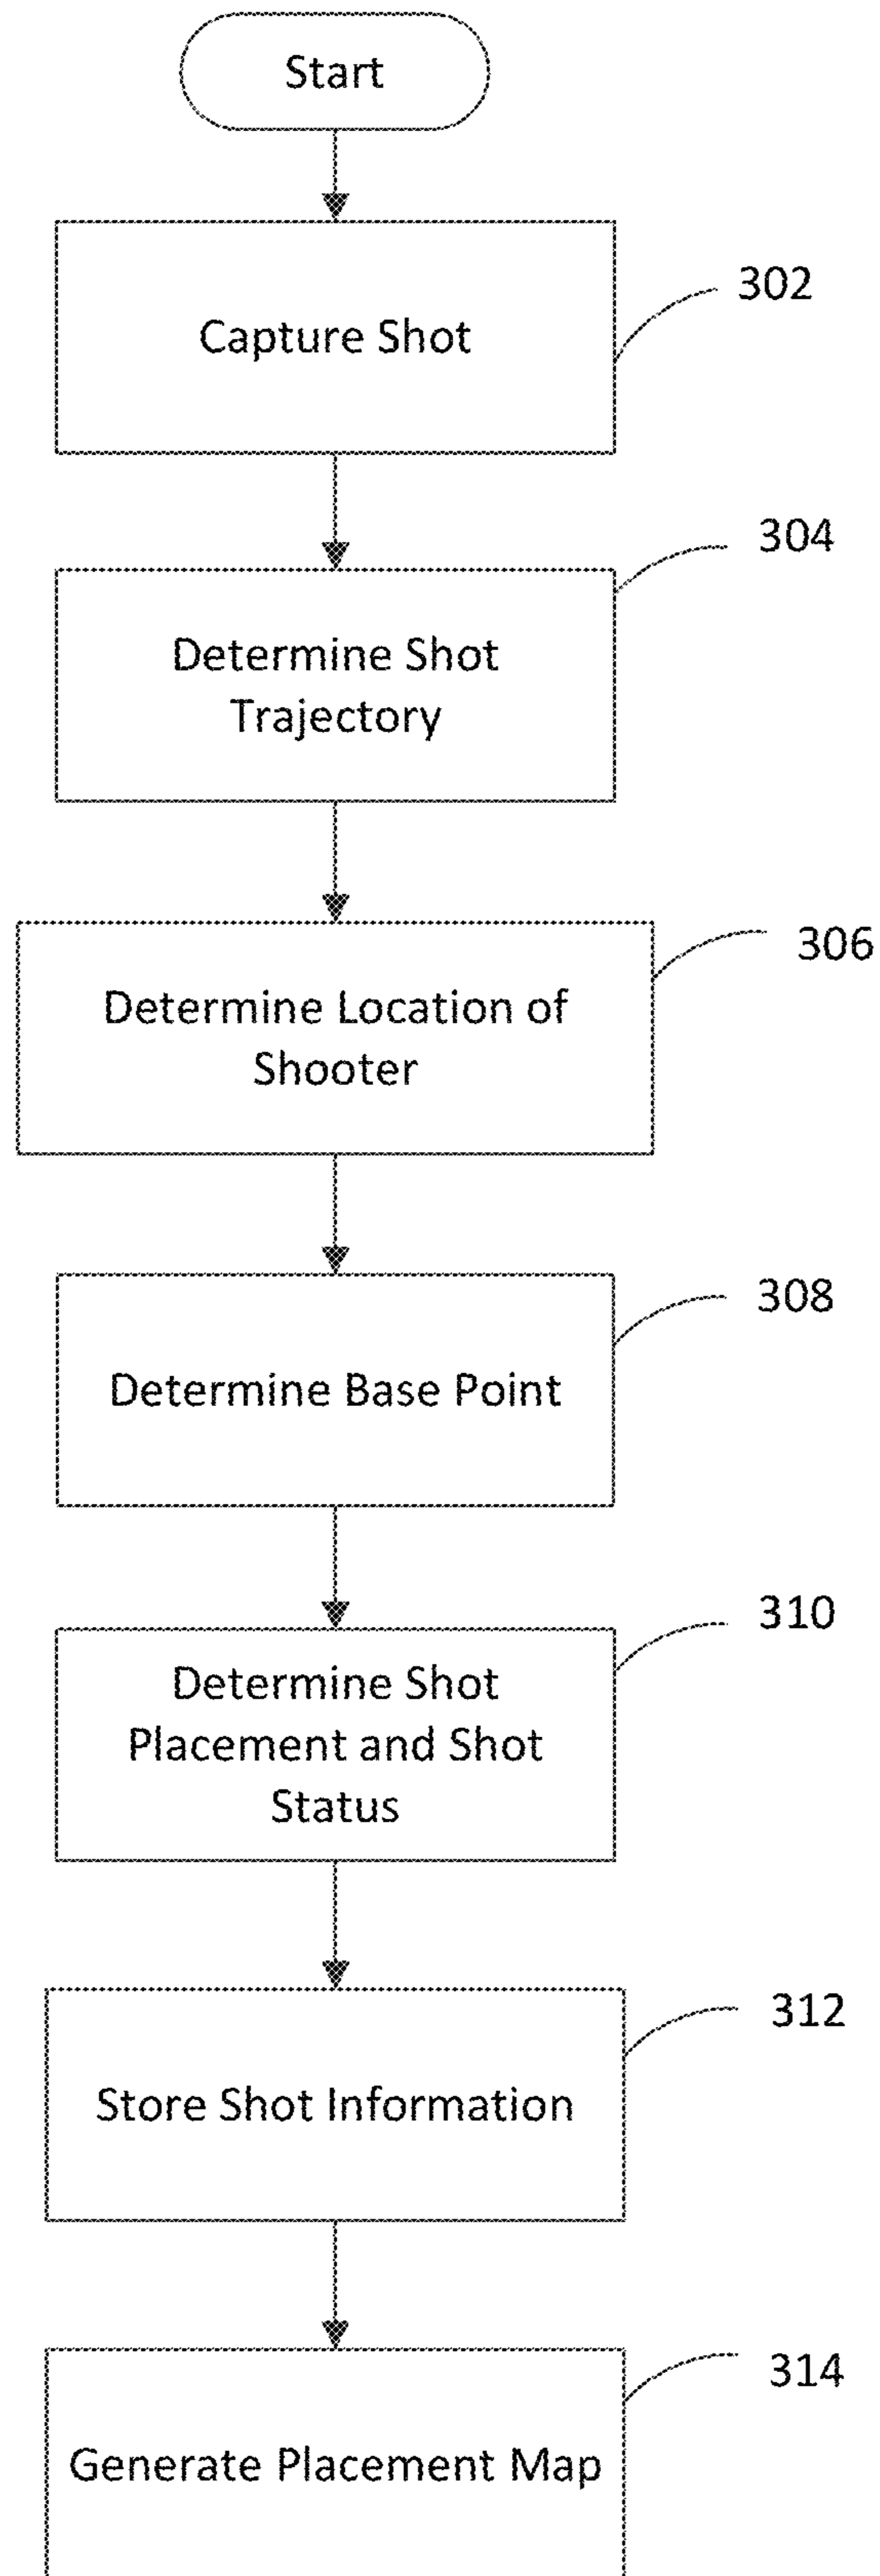 Start
Capture Shot
302
Determine Shot
Trajectory
304
Determine Location of
Shooter
306
Determine Base Point
308
Determine Shot
Placement and Shot
Status
310
Store Shot Information
312
Generate Placement Map
314